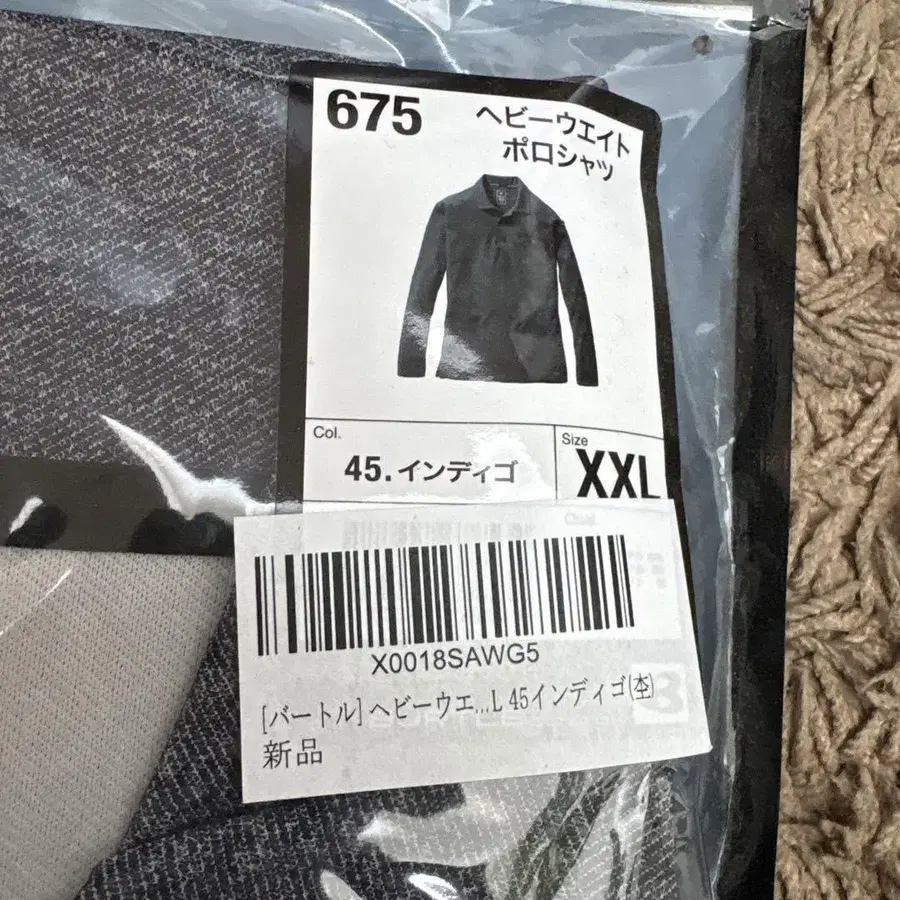 675
ヘビーウエイト
ポロシャツ
Col.
45.インディゴ
Size
XXL
X0018SAWG5
[バートル] ヘビーウエ...L 45インディゴ(杢)
新品